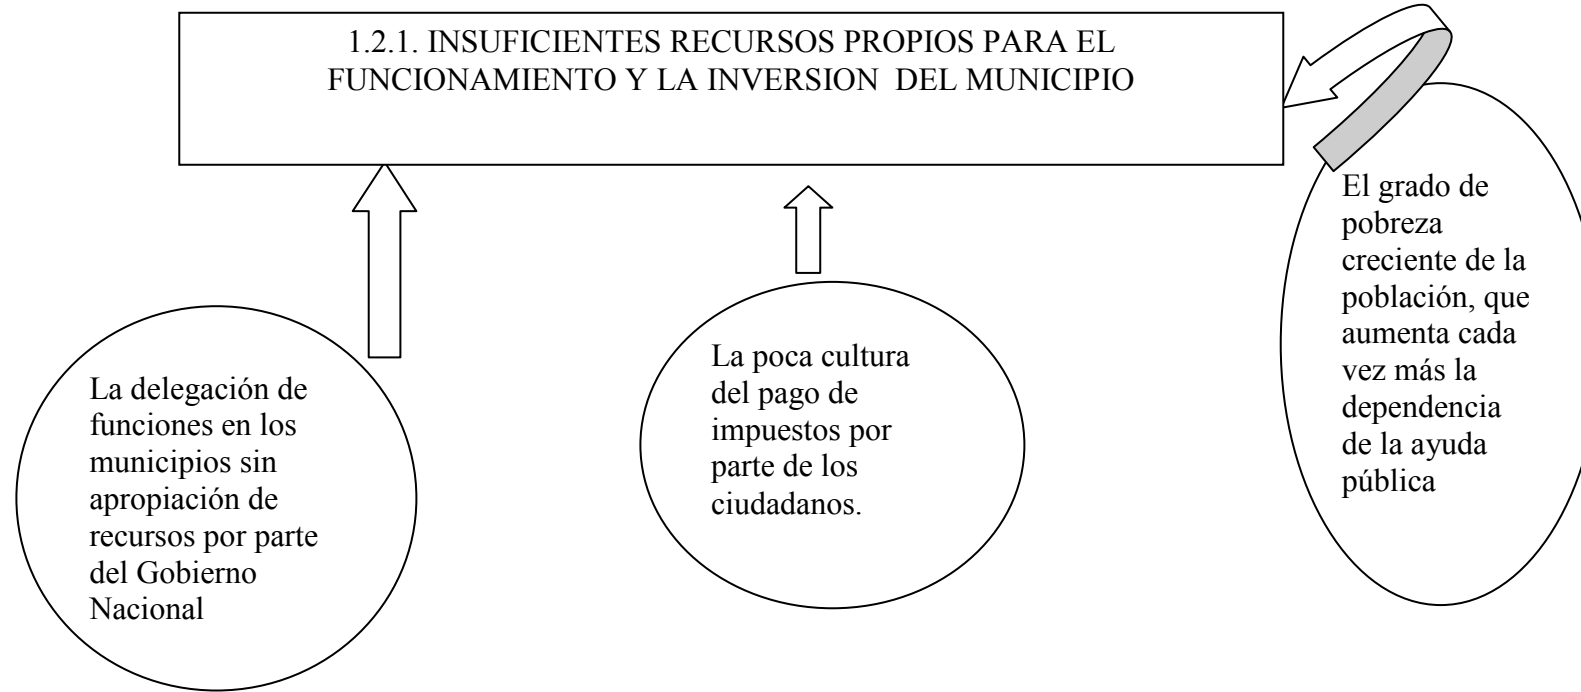 1.2.1. INSUFICIENTES RECURSOS PROPIOS PARA EL
FUNCIONAMIENTO Y LA INVERSION  DEL MUNICIPIO
La delegación de
funciones en los
municipios sin
apropiación de
recursos por parte
del Gobierno
Nacional
La poca cultura
del pago de
impuestos por
parte de los
ciudadanos.
El grado de
pobreza
creciente de la
población, que
aumenta cada
vez más la
dependencia
de la ayuda
pública